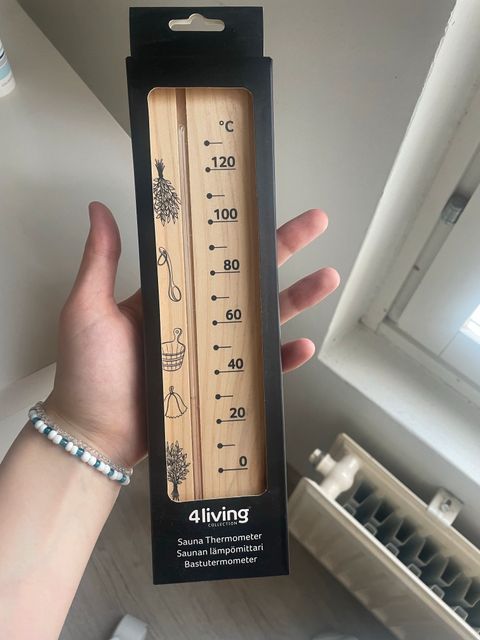 °C
120
100
80
60
40
20
0
4living
COLLECTION
Sauna Thermometer
Saunan lämpömittari
Bastutermometer